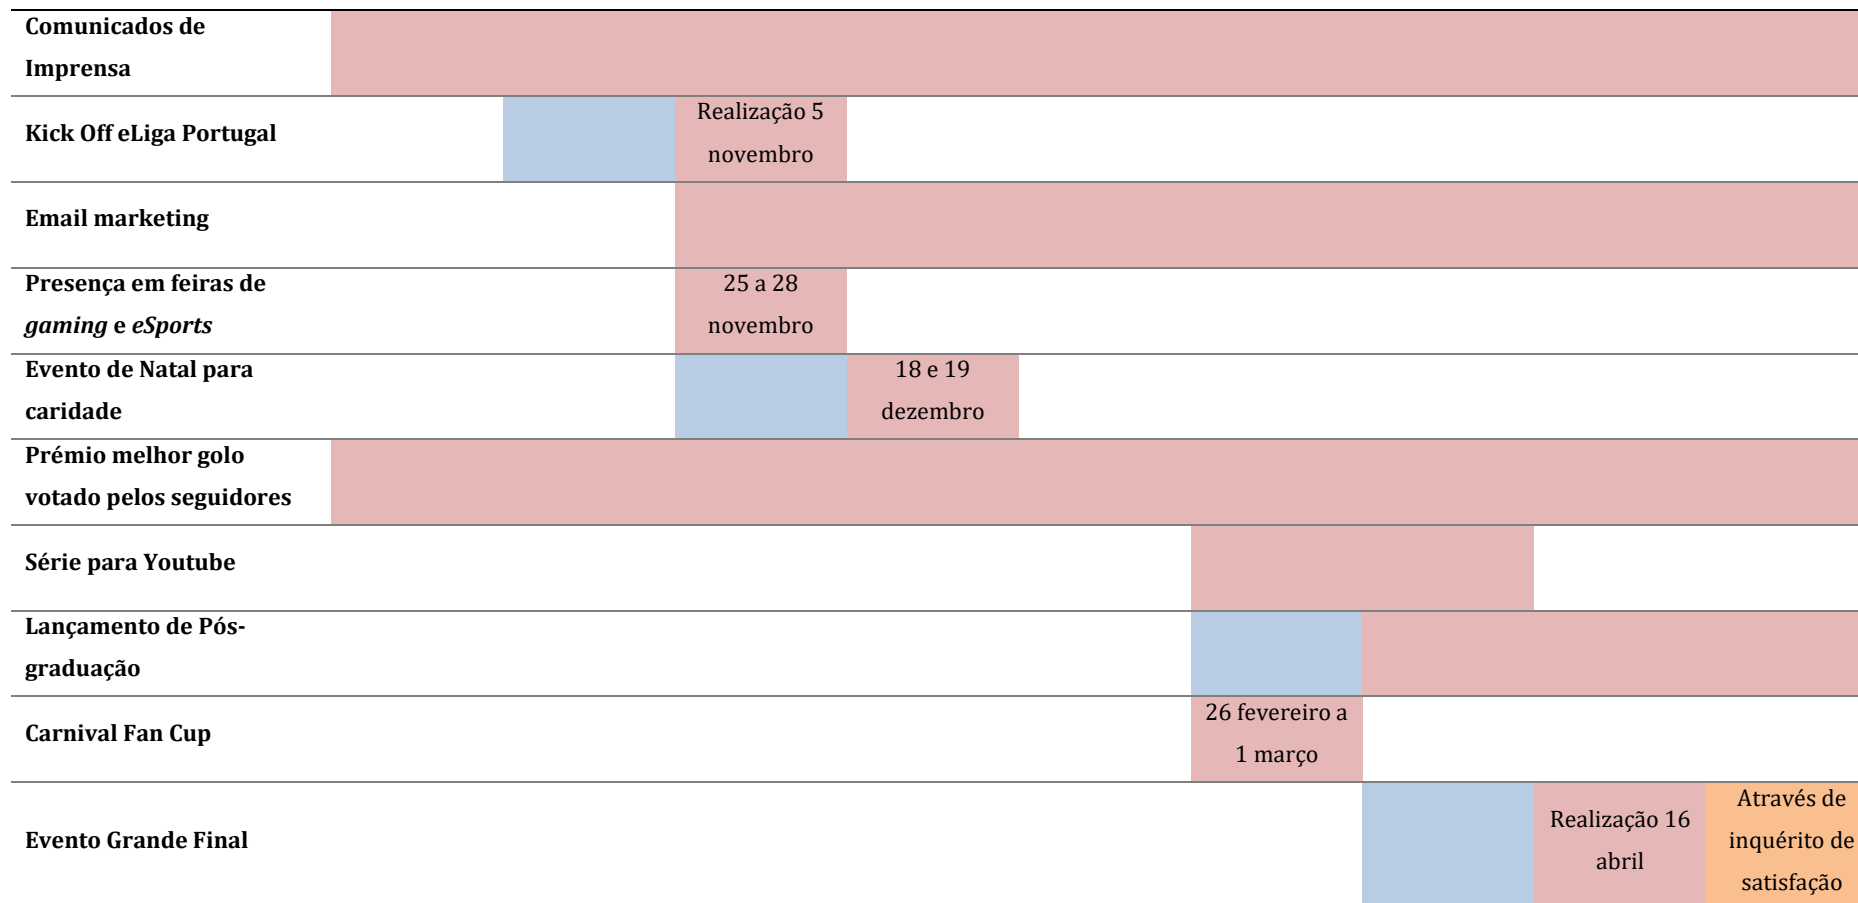 Comunicados de
Imprensa
Kick Off eLiga Portugal
Realização 5
novembro
Email marketing
Presença em feiras de
gaming e eSports
25 a 28
novembro
Evento de Natal para
caridade
18 e 19
dezembro
Prémio melhor golo
votado pelos seguidores
Série para Youtube
Lançamento de Pós-
graduação
Carnival Fan Cup
26 fevereiro a
1 março
Evento Grande Final
Realização 16
abril
Através de
inquérito de
satisfação